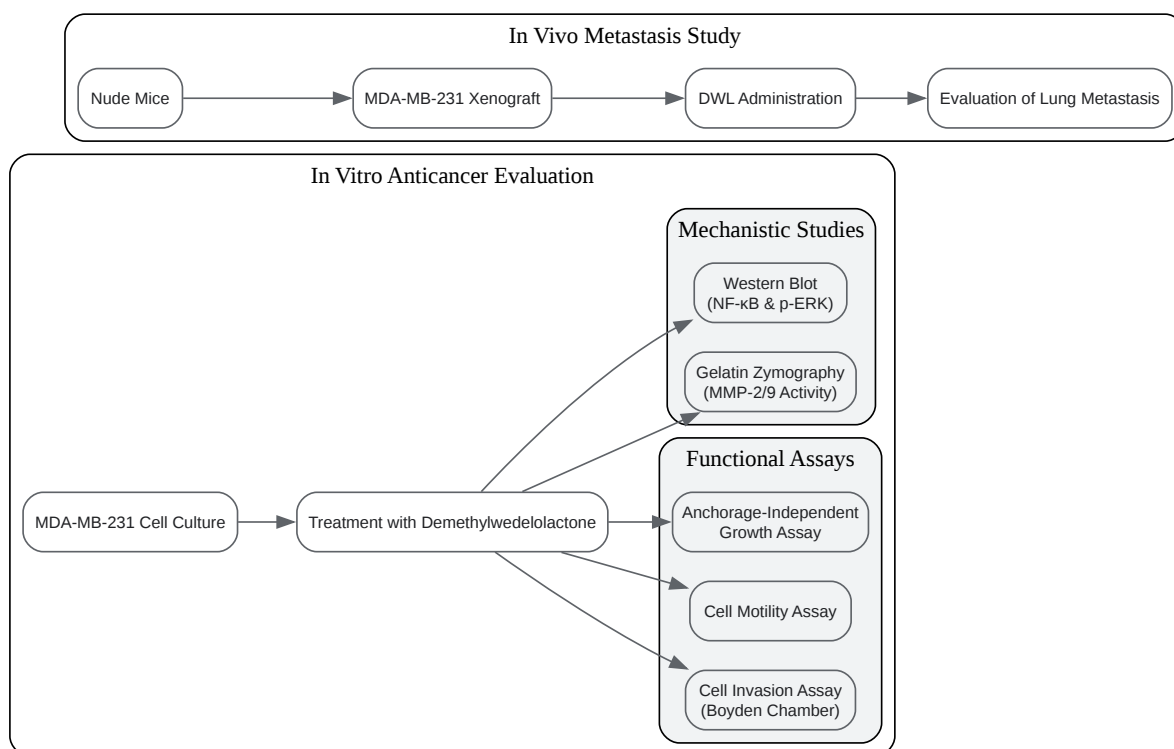 In Vivo Metastasis Study
Nude Mice
MDA-MB-231 Xenograft
DWL Administration
Evaluation of Lung Metastasis
In Vitro Anticancer Evaluation
Mechanistic Studies
Western Blot
(NF-κB & p-ERK)
Gelatin Zymography
(MMP-2/9 Activity)
Functional Assays
MDA-MB-231 Cell Culture
Treatment with Demethylwedelolactone
Anchorage-Independent
Growth Assay
Cell Motility Assay
Cell Invasion Assay
(Boyden Chamber)